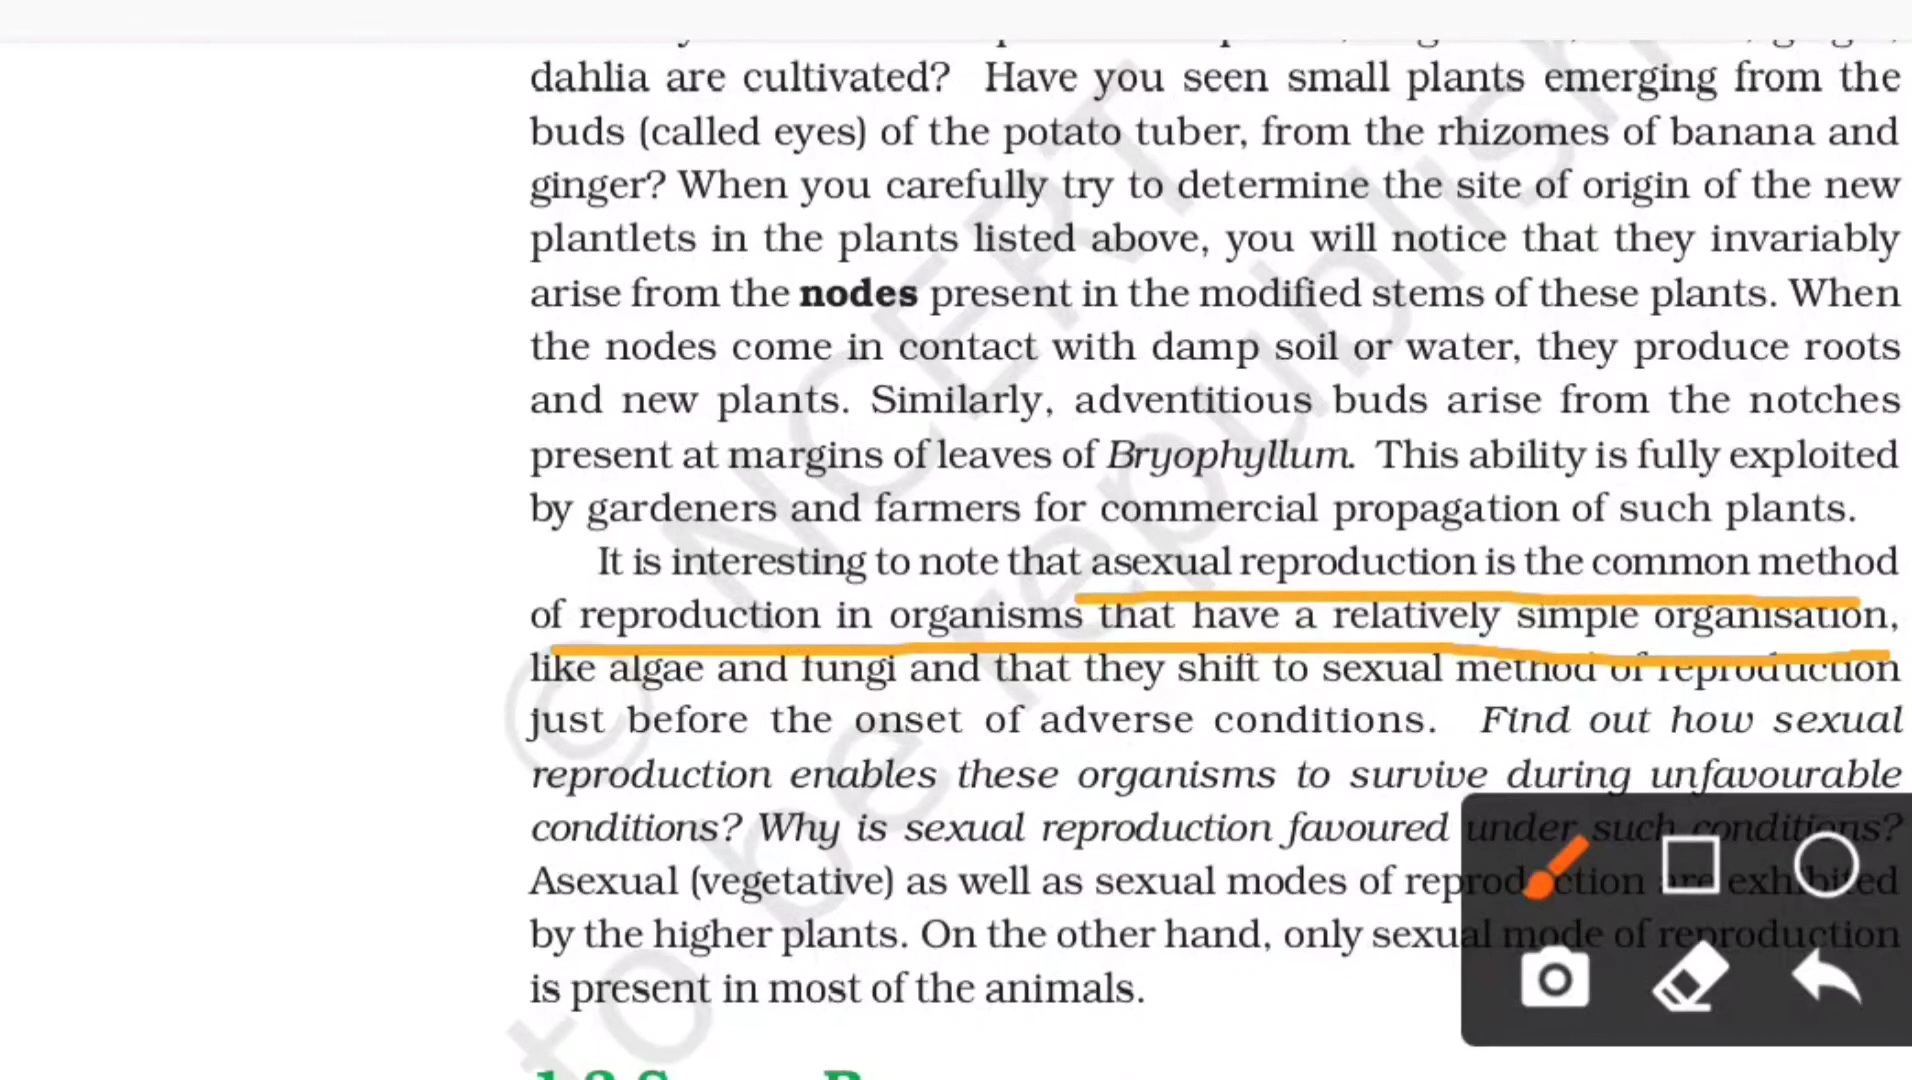 dahlia are cultivated? Have you seen small plants emerging from the
buds (called eyes) of the potato tuber, from the rhizomes of banana and
ginger? When you carefully try to determine the site of origin of the new
plantlets in the plants listed above, you will notice that they invariably
arise from the nodes present in the modified stems of these plants. When
the nodes come in contact with damp soil or water, they produce roots
and new plants. Similarly, adventitious buds arise from the notches
present at margins of leaves of Bryophyllum. This ability is fully exploited
by gardeners and farmers for commercial propagation of such plants.
It is interesting to note that asexual reproduction is the common method
of reproduction in organisms that have a relatively simple organisation,
like algae and fungi and that they shift to sexual method of reproduction
just before the onset of adverse conditions. Find out how sexual
reproduction enables these organisms to survive during unfavourable
conditions? Why is sexual reproduction favoured under such conditions?
Asexual (vegetative) as well as sexual modes of reproduction are exhibited
by the higher plants. On the other hand, only sexual mode of reproduction
is present in most of the animals.
© NCERT
to be republish